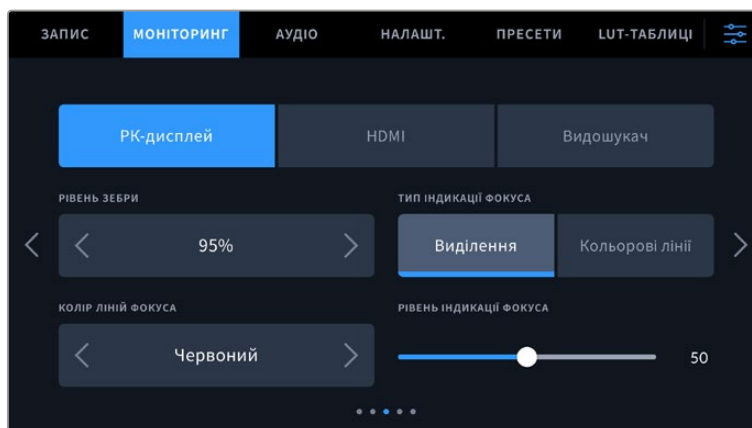 ЗАПИС МОНІТОРИНГ АУДІО НАЛАШТ. ПРЕСЕТИ LUT-ТАБЛИЦІ
РК-дисплей HDMI Видошукач
РІВЕНЬ ЗЕБРИ ТИП ІНДИКАЦІЇ ФОКУСА
95% Виділення Кольорові лінії
КОЛІР ЛІНІЙ ФОКУСА РІВЕНЬ ІНДИКАЦІЇ ФОКУСА
Червоний 50